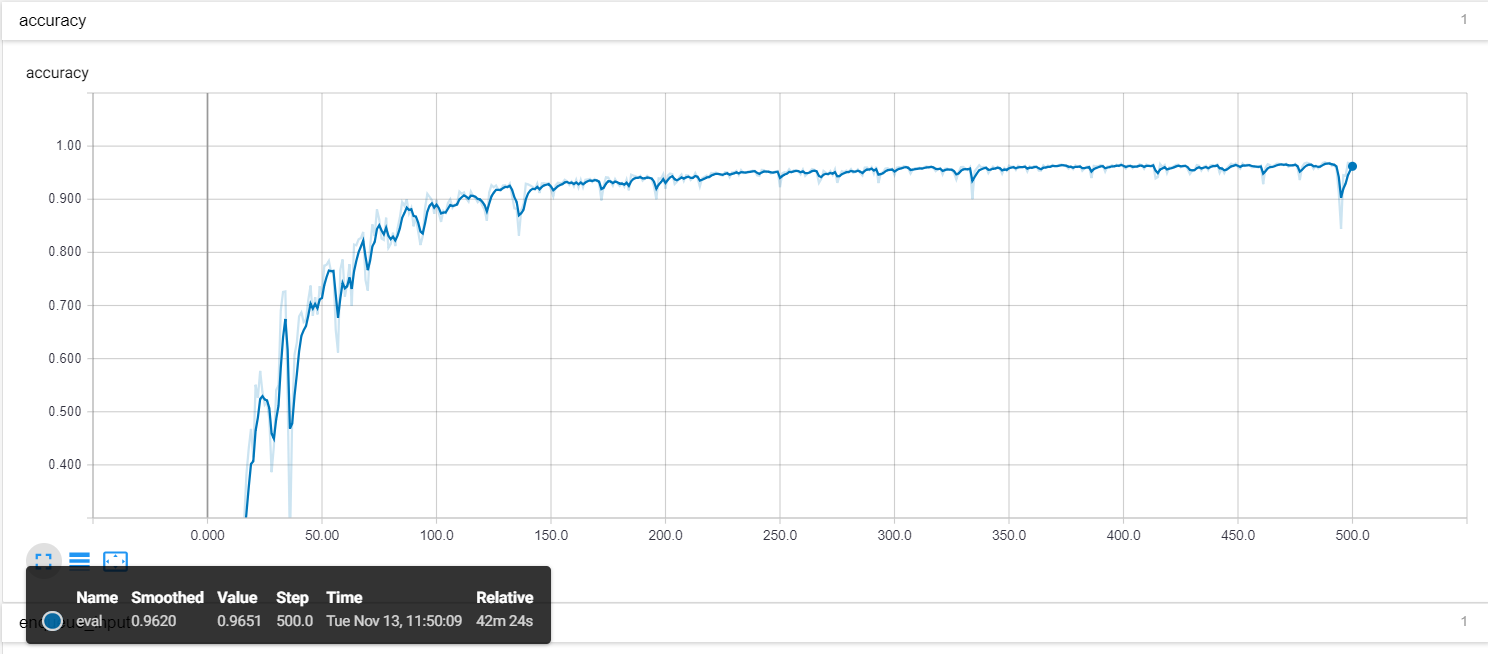 accuracy 1
accuracy
1.00
0.900
0.800
0.700
0.600
0.500
0.400
0.000 50.00 100.0 150.0 200.0 250.0 300.0 350.0 400.0 450.0 500.0
Name Smoothed Value Step Time Relative
eval 0.9620 0.9651 500.0 Tue Nov 13, 11:50:09 42m 24s
enqueue_input 1